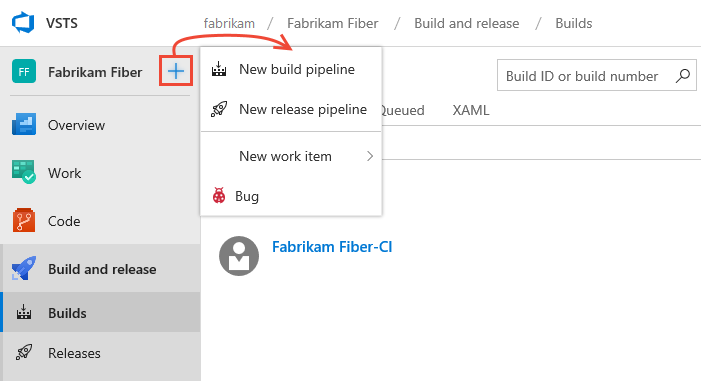 VSTS
fabrikam / Fabrikam Fiber / Build and release / Builds
FF Fabrikam Fiber
New build pipeline
Build ID or build number
New release pipeline
Queued XAML
Overview
New work item
Work
Bug
Code
Fabrikam Fiber-CI
Build and release
Builds
Releases